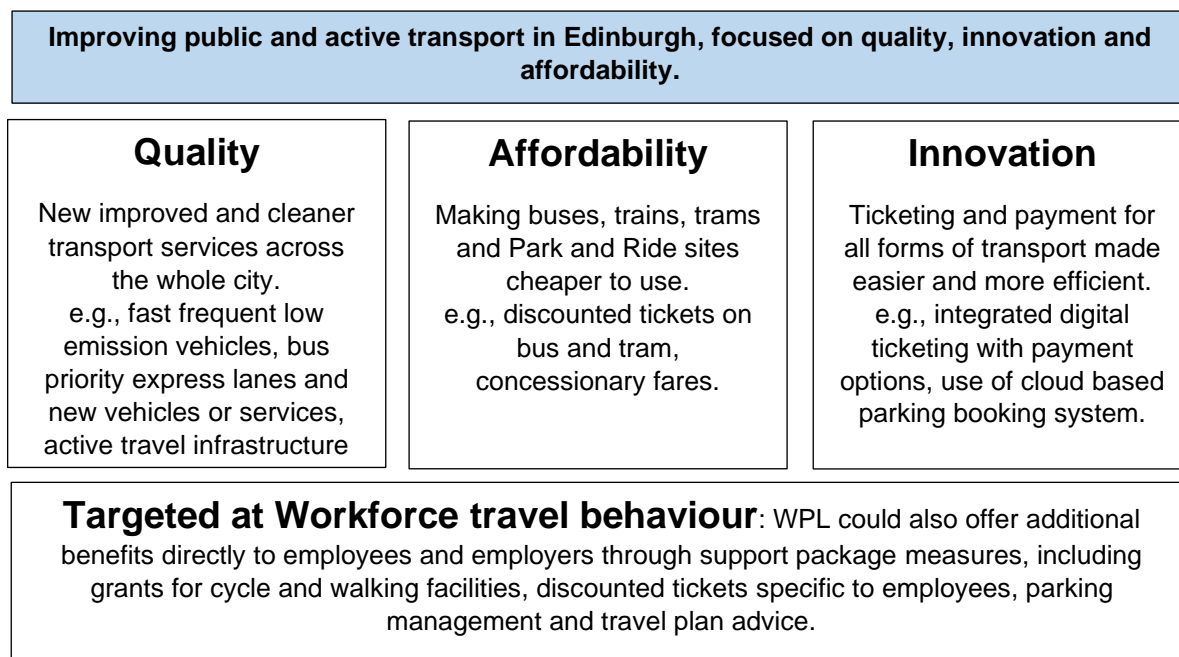 Improving public and active transport in Edinburgh, focused on quality, innovation and
affordability.
Quality
New improved and cleaner
transport services across
the whole city.
e.g., fast frequent low
emission vehicles, bus
priority express lanes and
new vehicles or services,
active travel infrastructure
Affordability
Making buses, trains, trams
and Park and Ride sites
cheaper to use.
e.g., discounted tickets on
bus and tram,
concessionary fares.
Innovation
Ticketing and payment for
all forms of transport made
easier and more efficient.
e.g., integrated digital
ticketing with payment
options, use of cloud based
parking booking system.
Targeted at Workforce travel behaviour: WPL could also offer additional
benefits directly to employees and employers through support package measures, including
grants for cycle and walking facilities, discounted tickets specific to employees, parking
management and travel plan advice.